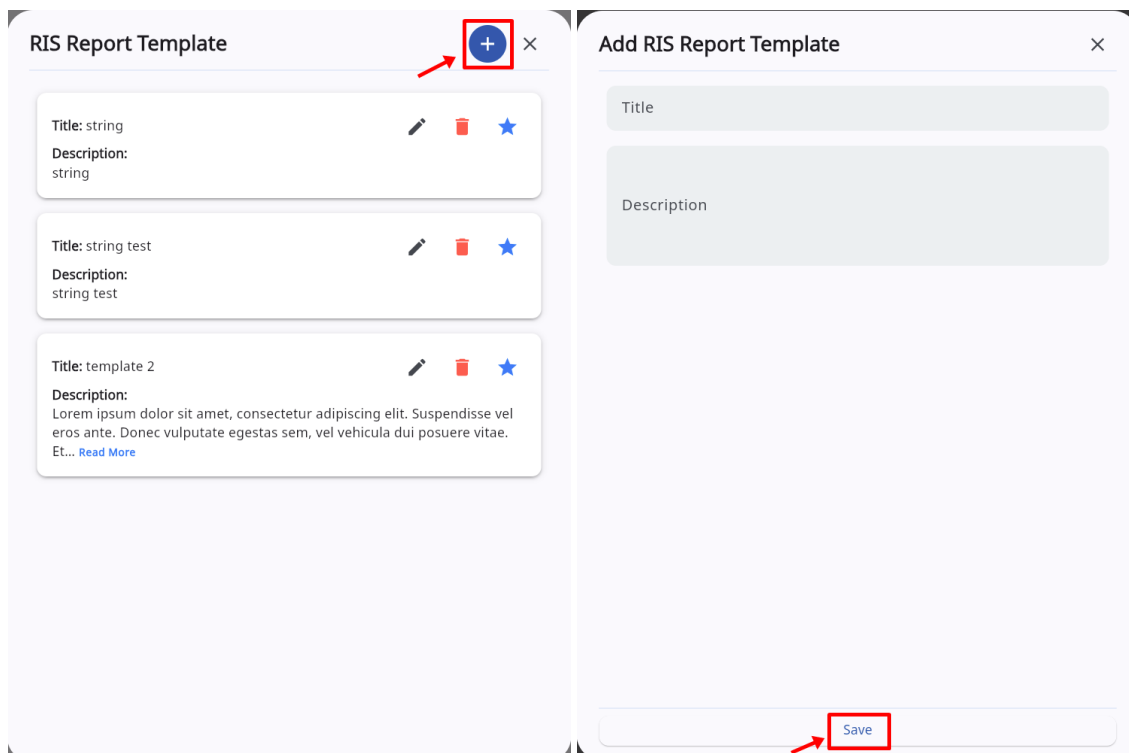 RIS Report Template
Title: string
Description:
string
Title: string test
Description:
string test
Title: template 2
Description:
Lorem ipsum dolor sit amet, consectetur adipiscing elit. Suspendisse vel
eros ante. Donec vulputate egestas sem, vel vehicula dui posuere vitae.
Et... Read More
Add RIS Report Template
Title
Description
Save